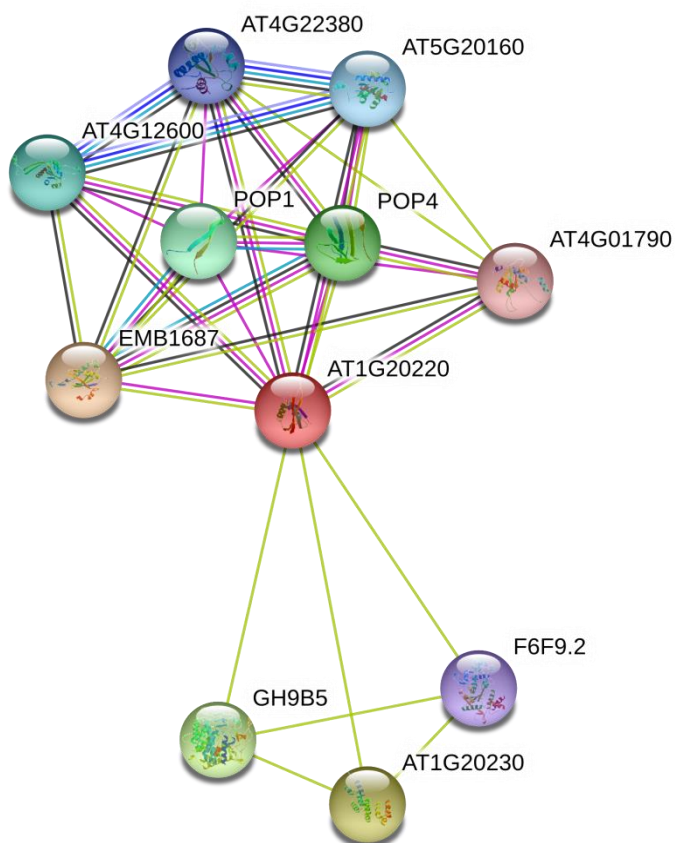 AT4G22380
AT5G20160
AT4G12600
POP1
POP4
AT4G01790
EMB1687
AT1G20220
F6F9.2
GH9B5
AT1G20230